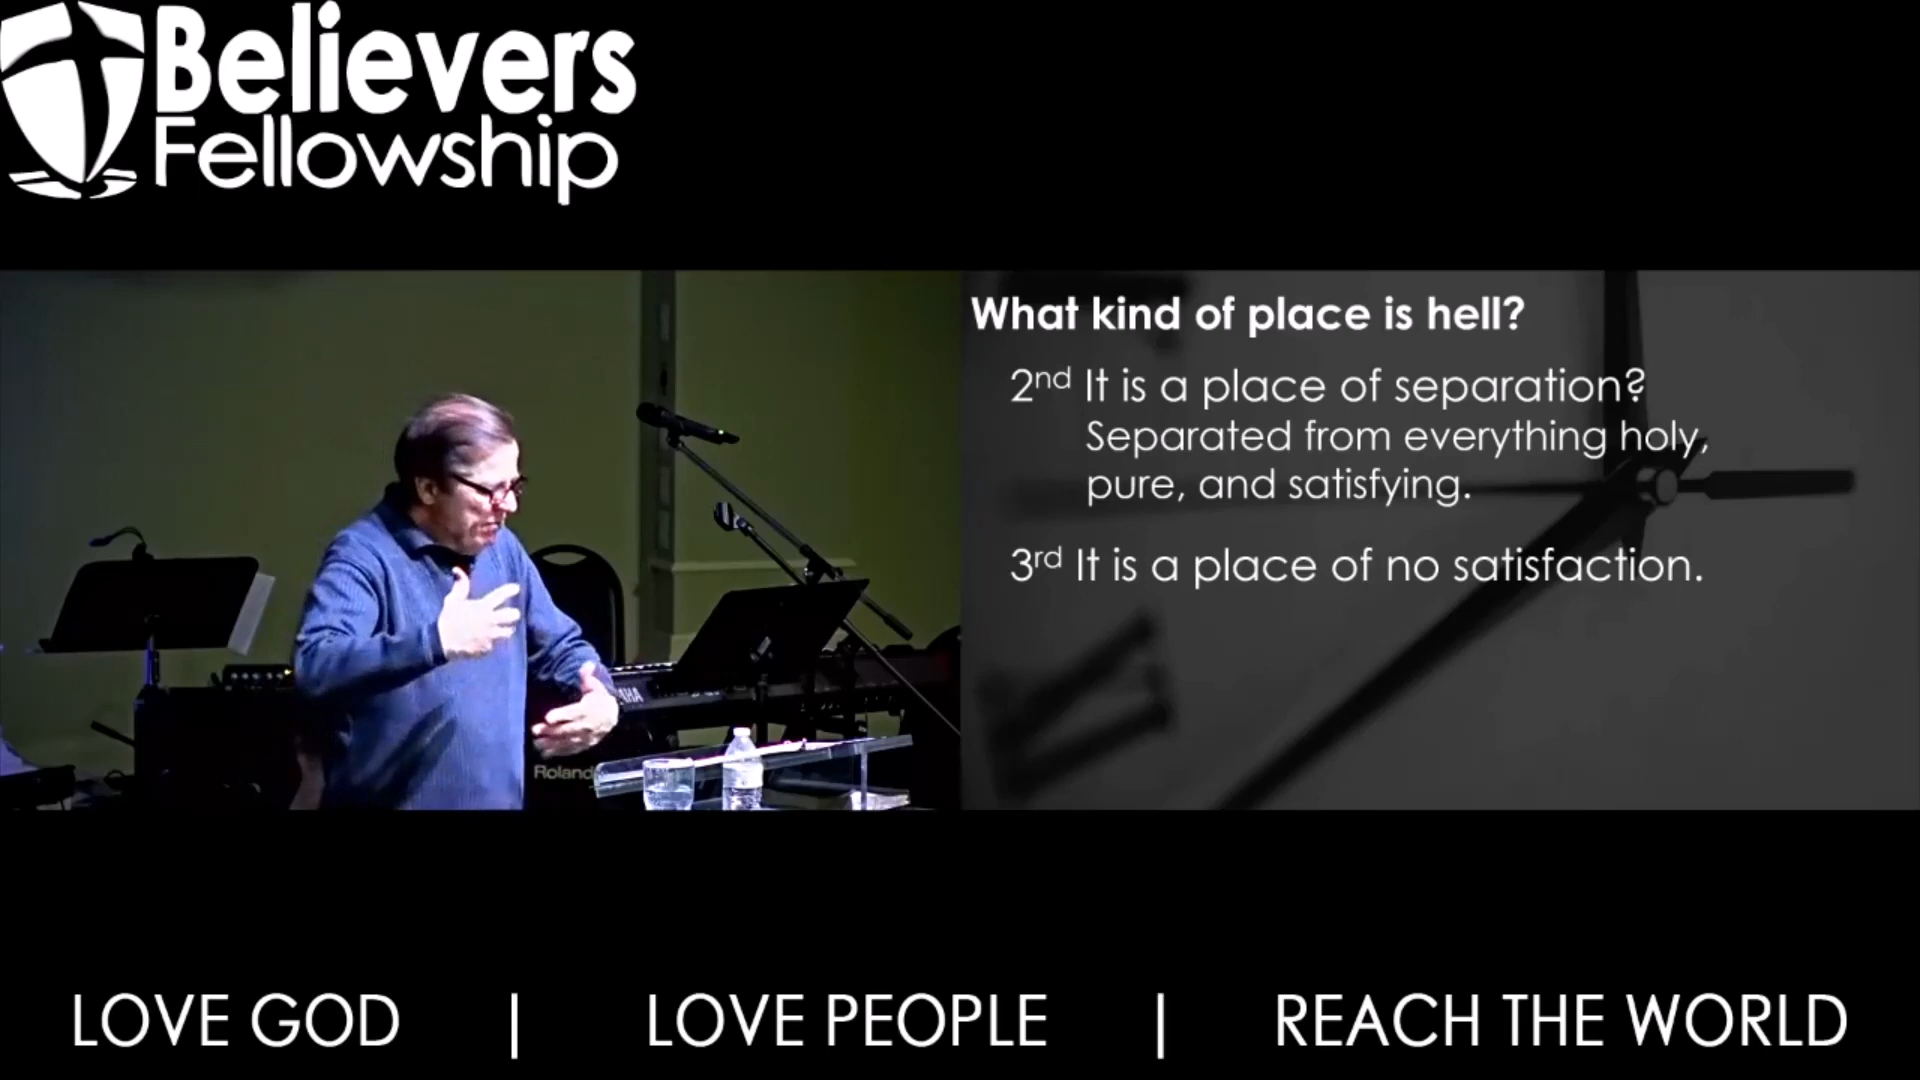 Believers
Fellowship
What kind of place is hell?
2nd It is a place of separation?
Separated from everything holy,
pure, and satisfying.
3rd It is a place of no satisfaction.
Roland
LOVE GOD | LOVE PEOPLE | REACH THE WORLD